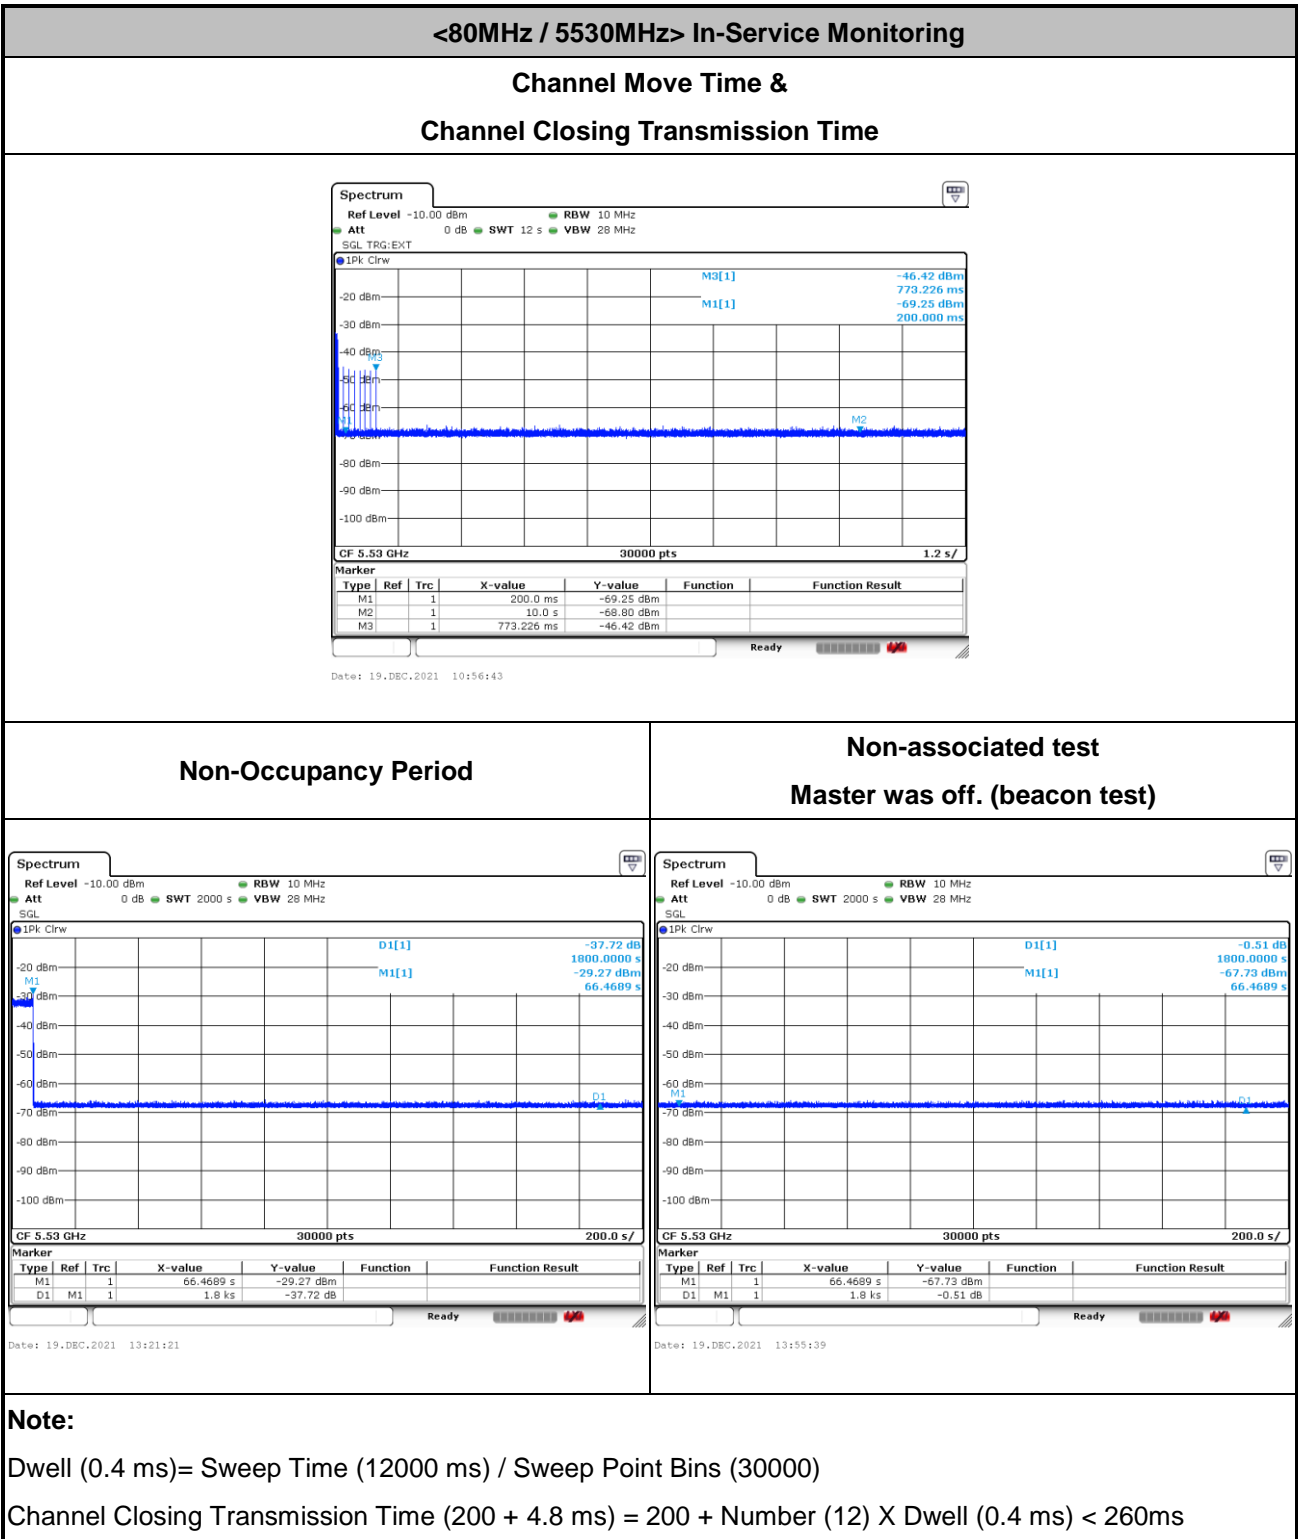 <80MHz / 5530MHz> In-Service Monitoring
Channel Move Time &
Channel Closing Transmission Time
Spectrum
Ref Level -10.00 dBm RBW 10 MHz
Att 0 dB SWT 12 s VBW 28 MHz
SGL TRG:EXT
1Pk Clrw
M3[1] -46.42 dBm
773.226 ms
-20 dBm
M1[1] -69.25 dBm
200.000 ms
-30 dBm
-40 dBm
M3
-50 dBm
-60 dBm
M1
M2
-70 dBm
-80 dBm
-90 dBm
-100 dBm
CF 5.53 GHz 30000 pts 1.2 s/
Marker
Type Ref Trc X-value Y-value Function Function Result
M1 1 200.0 ms -69.25 dBm
M2 1 10.0 s -68.80 dBm
M3 1 773.226 ms -46.42 dBm
Ready
Date: 19.DEC.2021 10:56:43
Non-Occupancy Period
Non-associated test
Master was off. (beacon test)
Spectrum
Ref Level -10.00 dBm RBW 10 MHz
Att 0 dB SWT 2000 s VBW 28 MHz
SGL
1Pk Clrw
D1[1] -37.72 dB
1800.0000 s
-20 dBm
M1[1] -29.27 dBm
66.4689 s
M1
-30 dBm
-40 dBm
-50 dBm
-60 dBm
D1
-70 dBm
-80 dBm
-90 dBm
-100 dBm
CF 5.53 GHz 30000 pts 200.0 s/
Marker
Type Ref Trc X-value Y-value Function Function Result
M1 1 66.4689 s -29.27 dBm
D1 M1 1 1.8 ks -37.72 dB
Ready
Date: 19.DEC.2021 13:21:21
Spectrum
Ref Level -10.00 dBm RBW 10 MHz
Att 0 dB SWT 2000 s VBW 28 MHz
SGL
1Pk Clrw
D1[1] -0.51 dB
1800.0000 s
-20 dBm
M1[1] -67.73 dBm
66.4689 s
-30 dBm
-40 dBm
-50 dBm
-60 dBm
M1
D1
-70 dBm
-80 dBm
-90 dBm
-100 dBm
CF 5.53 GHz 30000 pts 200.0 s/
Marker
Type Ref Trc X-value Y-value Function Function Result
M1 1 66.4689 s -67.73 dBm
D1 M1 1 1.8 ks -0.51 dB
Ready
Date: 19.DEC.2021 13:55:39
Note:
Dwell (0.4 ms)= Sweep Time (12000 ms) / Sweep Point Bins (30000)
Channel Closing Transmission Time (200 + 4.8 ms) = 200 + Number (12) X Dwell (0.4 ms) < 260ms